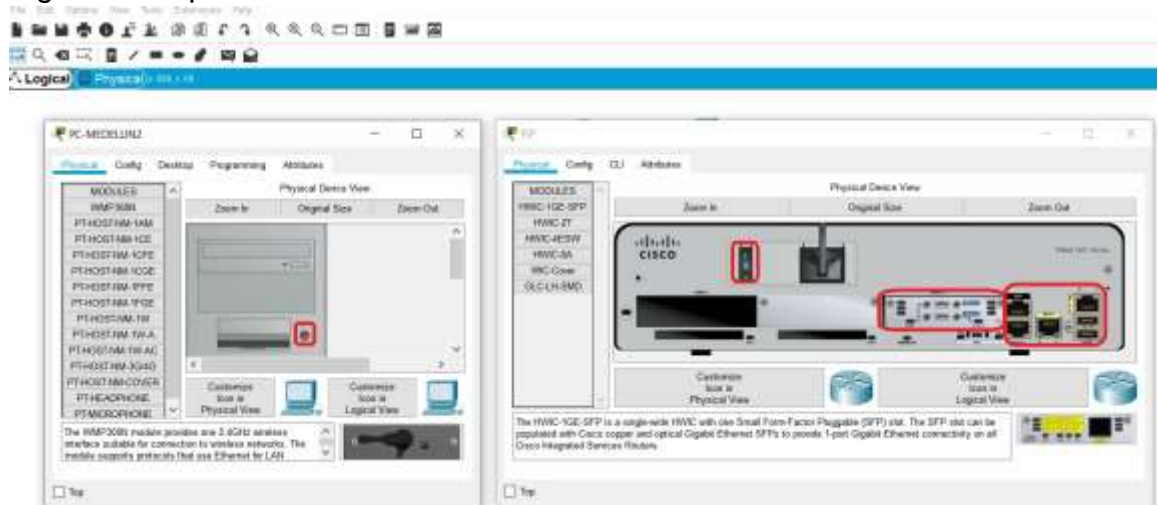 File Edit Options View Tools Extensions Help
Logical
Physical
PC-MEDELLIN2
Physical Config Desktop Programming Attributes
MODULES
WMP300N
PT-HOST-NM-1AM
PT-HOST-NM-1CE
PT-HOST-NM-1CFE
PT-HOST-NM-1CGE
PT-HOST-NM-1FFE
PT-HOST-NM-1FGE
PT-HOST-NM-1W
PT-HOST-NM-1W-A
PT-HOST-NM-1W-AC
PT-HOST-NM-3G/4G
PT-HOST-NM-COVER
PT-HEADPHONE
PT-MICROPHONE
Physical Device View
Zoom In Original Size Zoom Out
Customize
Icon in
Physical View
Customize
Icon in
Logical View
The WMP300N module provides one 2.4GHz wireless
interface suitable for connection to wireless networks. The
module supports protocols that use Ethernet for LAN
Top
ISP
Physical Config CLI Attributes
MODULES
HWIC-1GE-SFP
HWIC-2T
HWIC-4ESW
HWIC-8A
WIC-Cover
GLC-LH-SMD
Physical Device View
Zoom In Original Size Zoom Out
CISCO
Customize
Icon in
Physical View
Customize
Icon in
Logical View
The HWIC-1GE-SFP is a single-wide HWIC with one Small Form-Factor Pluggable (SFP) slot. The SFP slot can be
populated with Cisco copper and optical Gigabit Ethernet SFPs to provide 1-port Gigabit Ethernet connectivity on all
Cisco Integrated Services Routers.
Top